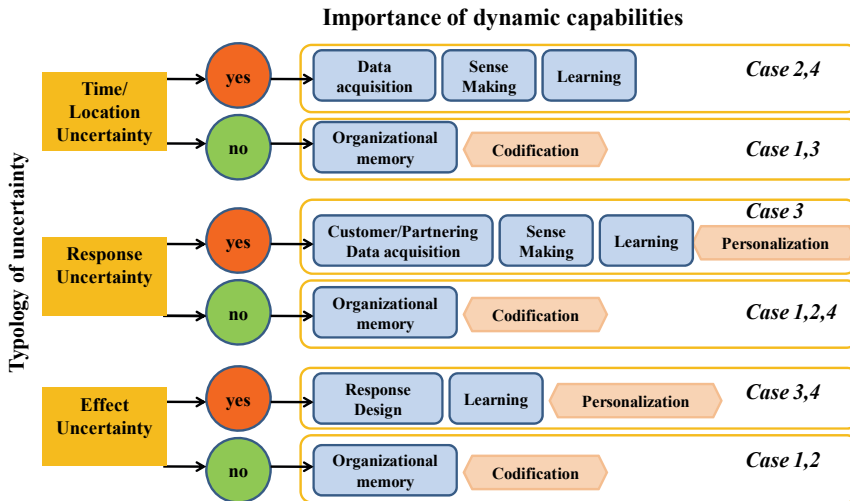 Importance of dynamic capabilities
Typology of uncertainty
Time/
Location
Uncertainty
yes
Data
acquisition
Sense
Making
Learning
Case 2,4
no
Organizational
memory
Codification
Case 1,3
Response
Uncertainty
yes
Customer/Partnering
Data acquisition
Sense
Making
Learning
Personalization
Case 3
no
Organizational
memory
Codification
Case 1,2,4
Effect
Uncertainty
yes
Response
Design
Learning
Personalization
Case 3,4
no
Organizational
memory
Codification
Case 1,2